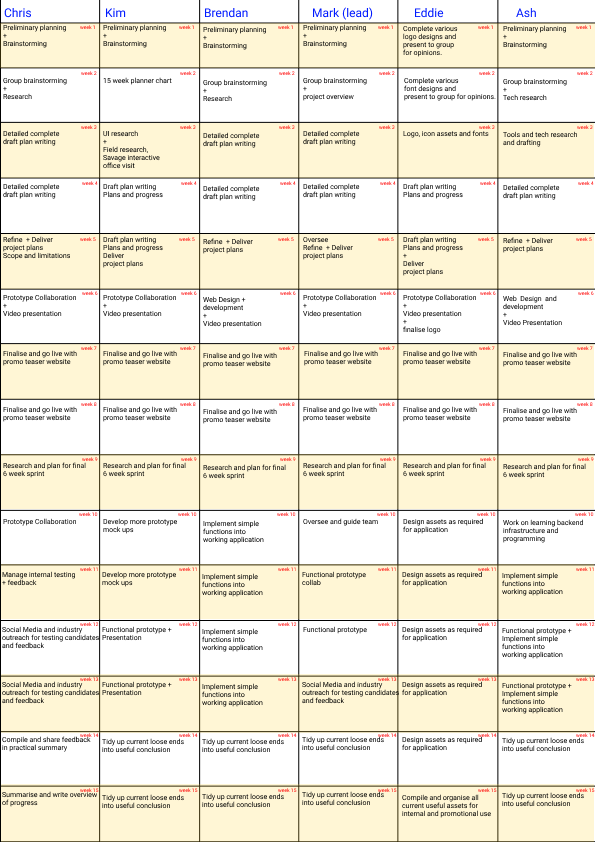 Chris
Kim
Brendan
Mark (lead)
Eddie
Ash
week 1
Preliminary planning
+
Brainstorming
week 1
Preliminary planning
+
Brainstorming
week 1
Preliminary planning
+
Brainstorming
week 1
Preliminary planning
+
Brainstorming
week 1
Complete various
logo designs and
present to group
for opinions.
week 1
Preliminary planning
+
Brainstorming
week 2
Group brainstorming
+
Research
week 2
15 week planner chart
week 2
Group brainstorming
+
Research
week 2
Group brainstorming
+
project overview
week 2
Complete various
font designs and
present to group for opinions.
week 2
Group brainstorming
+
Tech research
week 3
Detailed complete
draft plan writing
week 3
UI research
+
Field research,
Savage interactive
office visit
week 3
Detailed complete
draft plan writing
week 3
Detailed complete
draft plan writing
week 3
Logo, icon assets and fonts
week 3
Tools and tech research
and drafting
week 4
Detailed complete
draft plan writing
week 4
Draft plan writing
Plans and progress
week 4
Detailed complete
draft plan writing
week 4
Detailed complete
draft plan writing
week 4
Draft plan writing
Plans and progress
week 4
Detailed complete
draft plan writing
week 5
Refine + Deliver
project plans
Scope and limitations
week 5
Draft plan writing
Plans and progress
Deliver
project plans
week 5
Refine + Deliver
project plans
week 5
Oversee
Refine + Deliver
project plans
week 5
Draft plan writing
Plans and progress
+
Deliver
project plans
week 5
Refine + Deliver
project plans
week 6
Prototype Collaboration
+
Video presentation
week 6
Prototype Collaboration
+
Video presentation
week 6
Web Design +
development
+
Video presentation
week 6
Prototype Collaboration
+
Video presentation
week 6
Prototype Collaboration
+
Video presentation
+
finalise logo
week 6
Web Design and
development
+
Video Presentation
week 7
Finalise and go live with
promo teaser website
week 7
Finalise and go live with
promo teaser website
week 7
Finalise and go live with
promo teaser website
week 7
Finalise and go live with
promo teaser website
week 7
Finalise and go live with
promo teaser website
week 7
Finalise and go live with
promo teaser website
week 8
Finalise and go live with
promo teaser website
week 8
Finalise and go live with
promo teaser website
week 8
Finalise and go live with
promo teaser website
week 8
Finalise and go live with
promo teaser website
week 8
Finalise and go live with
promo teaser website
week 8
Finalise and go live with
promo teaser website
week 9
Research and plan for final
6 week sprint
week 9
Research and plan for final
6 week sprint
week 9
Research and plan for final
6 week sprint
week 9
Research and plan for final
6 week sprint
week 9
Research and plan for final
6 week sprint
week 9
Research and plan for final
6 week sprint
week 10
Prototype Collaboration
week 10
Develop more prototype
mock ups
week 10
Implement simple
functions into
working application
week 10
Oversee and guide team
week 10
Design assets as required
for application
week 10
Work on learning backend
infrastructure and
programming
week 11
Manage internal testing
+ feedback
week 11
Develop more prototype
mock ups
week 11
Implement simple
functions into
working application
week 11
Functional prototype
collab
week 11
Design assets as required
for application
week 11
Implement simple
functions into
working application
week 12
Social Media and industry
outreach for testing candidates
and feedback
week 12
Functional prototype +
Presentation
week 12
Implement simple
functions into
working application
week 12
Functional prototype
week 12
Design assets as required
for application
week 12
Functional prototype +
Implement simple
functions into
working application
week 13
Social Media and industry
outreach for testing candidates
and feedback
week 13
Functional prototype +
Presentation
week 13
Implement simple
functions into
working application
week 13
Social Media and industry
outreach for testing candidates
and feedback
week 13
Design assets as required
for application
week 13
Functional prototype +
Implement simple
functions into
working application
week 14
Compile and share feedback
in practical summary
week 14
Tidy up current loose ends
into useful conclusion
week 14
Tidy up current loose ends
into useful conclusion
week 14
Tidy up current loose ends
into useful conclusion
week 14
Design assets as required
for application
week 14
Tidy up current loose ends
into useful conclusion
week 15
Summarise and write overview
of progress
week 15
Tidy up current loose ends
into useful conclusion
week 15
Tidy up current loose ends
into useful conclusion
week 15
Tidy up current loose ends
into useful conclusion
week 15
Compile and organise all
current useful assets for
internal and promotional use
week 15
Tidy up current loose ends
into useful conclusion